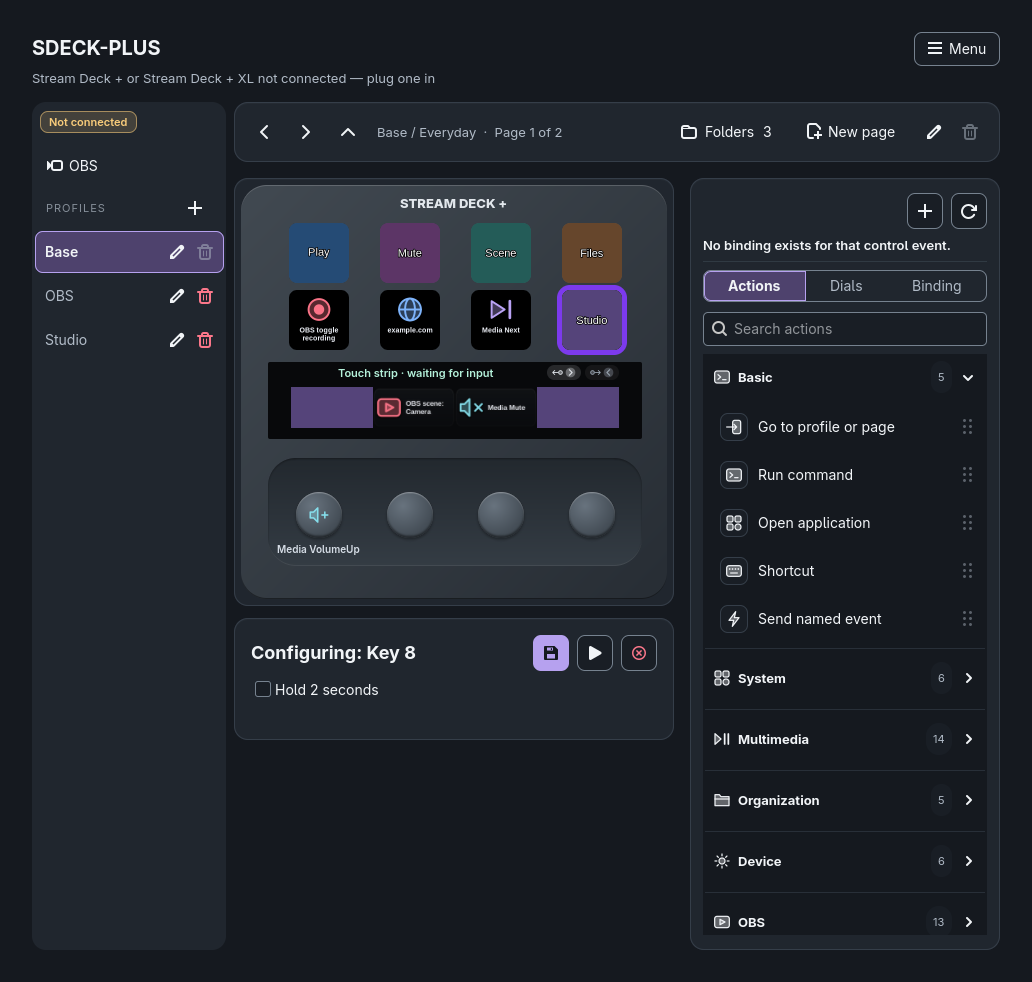 SDECK-PLUS
Menu
Stream Deck + or Stream Deck + XL not connected — plug one in
Not connected
OBS
PROFILES
Base
OBS
Studio
Base / Everyday · Page 1 of 2
Folders 3
New page
STREAM DECK +
Play
Mute
Scene
Files
OBS toggle
recording
example.com
Media Next
Studio
Touch strip · waiting for input
OBS scene:
Camera
Media Mute
Media VolumeUp
Configuring: Key 8
Hold 2 seconds
No binding exists for that control event.
Actions
Dials
Binding
Search actions
Basic 5
Go to profile or page
Run command
Open application
Shortcut
Send named event
System 6
Multimedia 14
Organization 5
Device 6
OBS 13